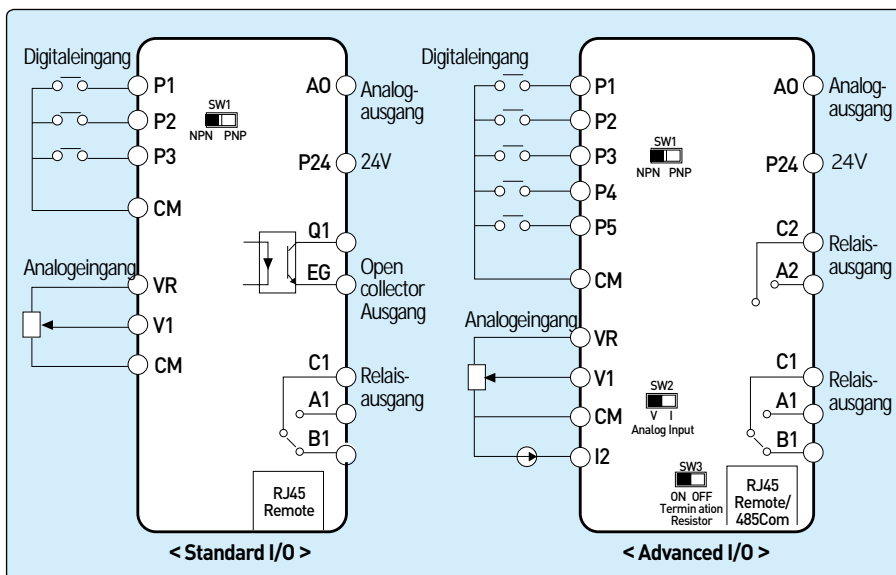 Digitaleingang
P1
P2
P3
CM
SW1
NPN PNP
Analogeingang
VR
V1
CM
AO
Analog-
ausgang
P24
24V
Q1
EG
Open
collector
Ausgang
C1
A1
B1
Relais-
ausgang
RJ45
Remote
< Standard I/O >
Digitaleingang
P1
P2
P3
P4
P5
CM
SW1
NPN PNP
Analogeingang
VR
V1
CM
I2
SW2
V I
Analog Input
SW3
ON OFF
Termination
Resistor
AO
Analog-
ausgang
P24
24V
C2
A2
Relais-
ausgang
C1
A1
B1
Relais-
ausgang
RJ45
Remote/
485Com
< Advanced I/O >